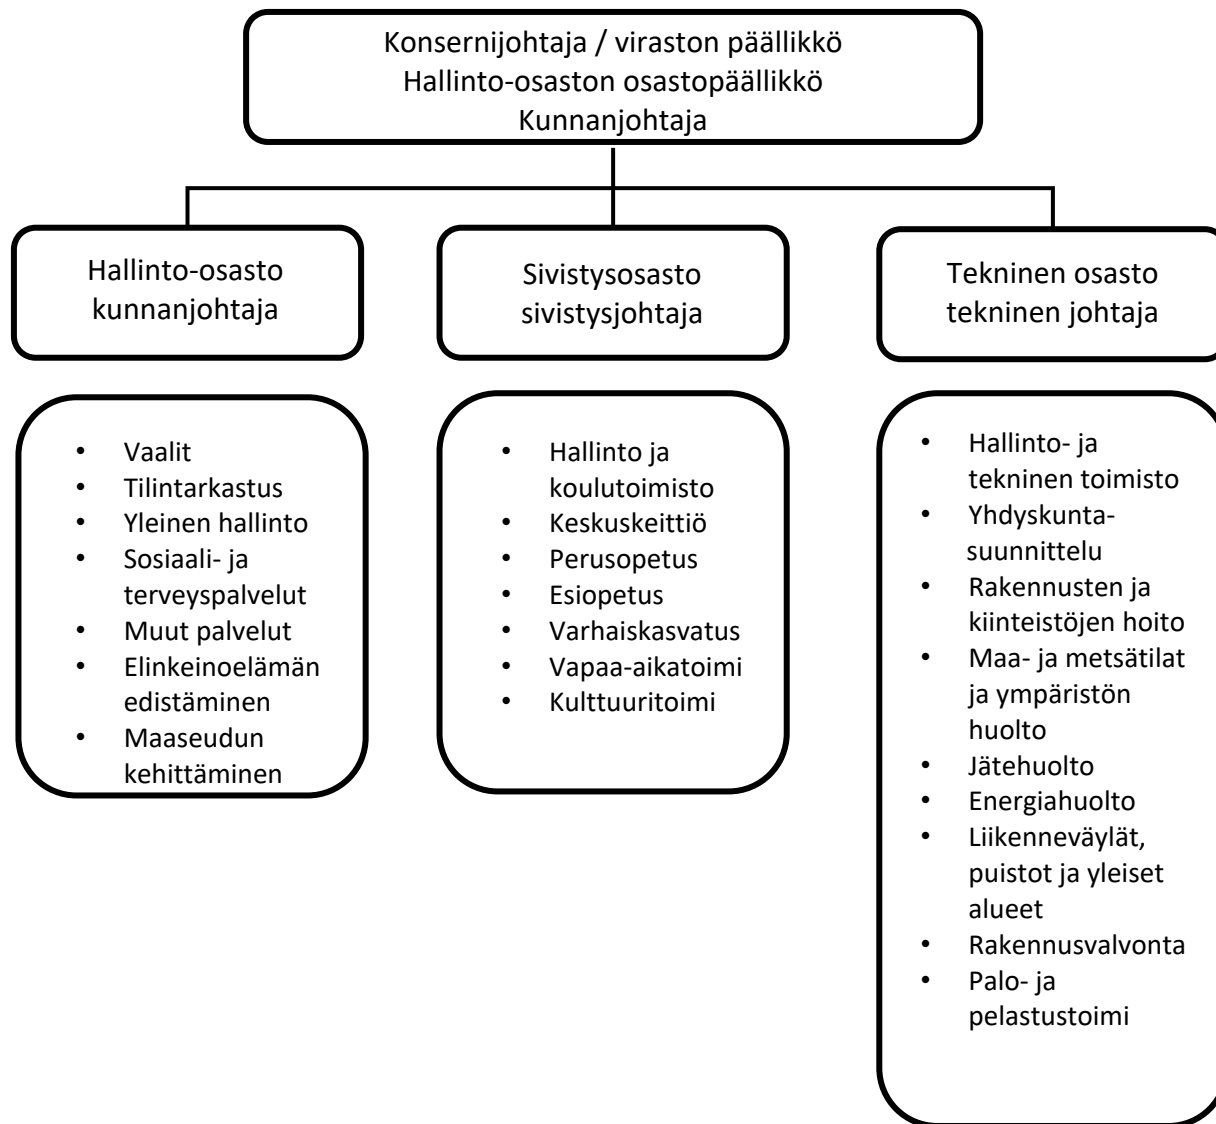 Konsernijohtaja / viraston päällikkö
Hallinto-osaston osastopäällikkö
Kunnanjohtaja
Hallinto-osasto
kunnanjohtaja
Sivistysosasto
sivistysjohtaja
Tekninen osasto
tekninen johtaja
• Vaalit
• Tilintarkastus
• Yleinen hallinto
• Sosiaali- ja
terveyspalvelut
• Muut palvelut
• Elinkeinoelämän
edistäminen
• Maaseudun
kehittäminen
• Hallinto ja
koulutoimisto
• Keskuskeittiö
• Perusopetus
• Esiopetus
• Varhaiskasvatus
• Vapaa-aikatoimi
• Kulttuuritoimi
• Hallinto- ja
tekninen toimisto
• Yhdyskunta-
suunnittelu
• Rakennusten ja
kiinteistöjen hoito
• Maa- ja metsätilat
ja ympäristön
huolto
• Jätehuolto
• Energiahuolto
• Liikenneväylät,
puistot ja yleiset
alueet
• Rakennusvalvonta
• Palo- ja
pelastustoimi